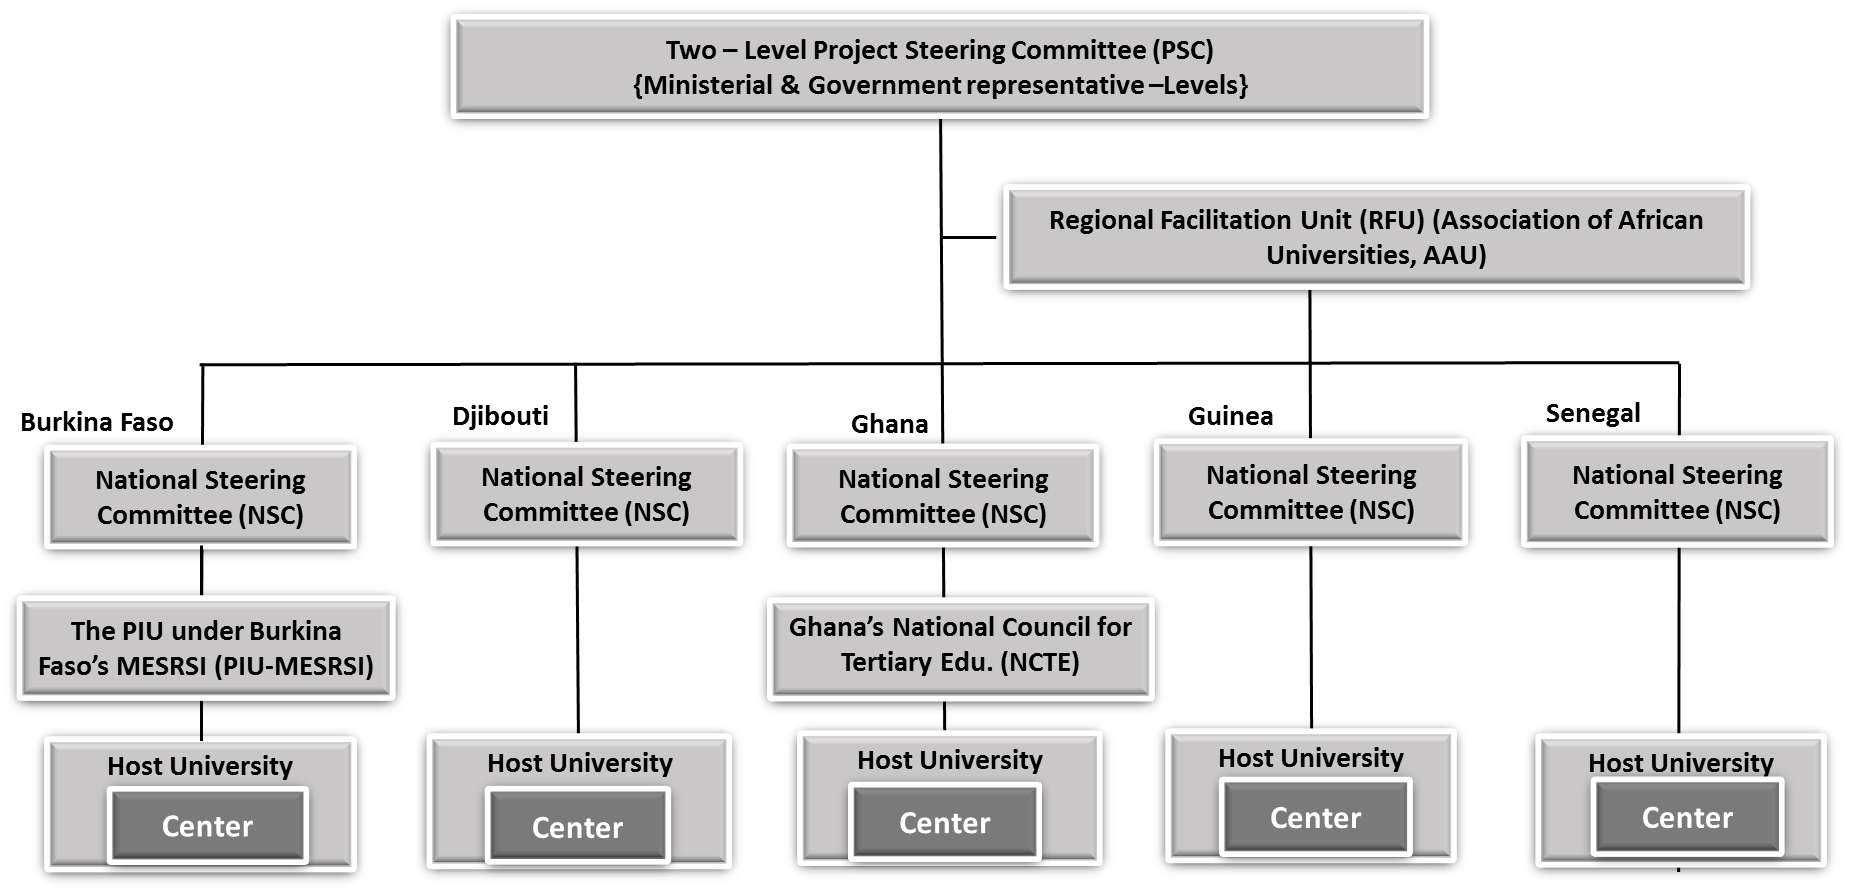 Two – Level Project Steering Committee (PSC)
{Ministerial & Government representative –Levels}
Regional Facilitation Unit (RFU) (Association of African
Universities, AAU)
Burkina Faso
Djibouti
Ghana
Guinea
Senegal
National Steering
Committee (NSC)
National Steering
Committee (NSC)
National Steering
Committee (NSC)
National Steering
Committee (NSC)
National Steering
Committee (NSC)
The PIU under Burkina
Faso’s MESRSI (PIU-MESRSI)
Ghana’s National Council for
Tertiary Edu. (NCTE)
Host University
Center
Host University
Center
Host University
Center
Host University
Center
Host University
Center